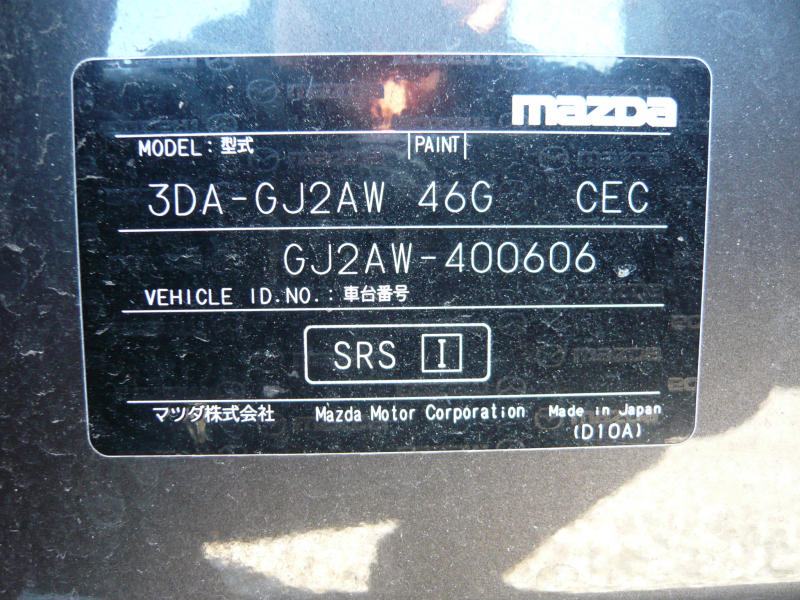 mazda
MODEL : 型式 PAINT
3DA-GJ2AW 46G CEC
GJ2AW-400606
VEHICLE ID.NO. : 車台番号
SRS I
マツダ株式会社 Mazda Motor Corporation Made in Japan
(D10A)